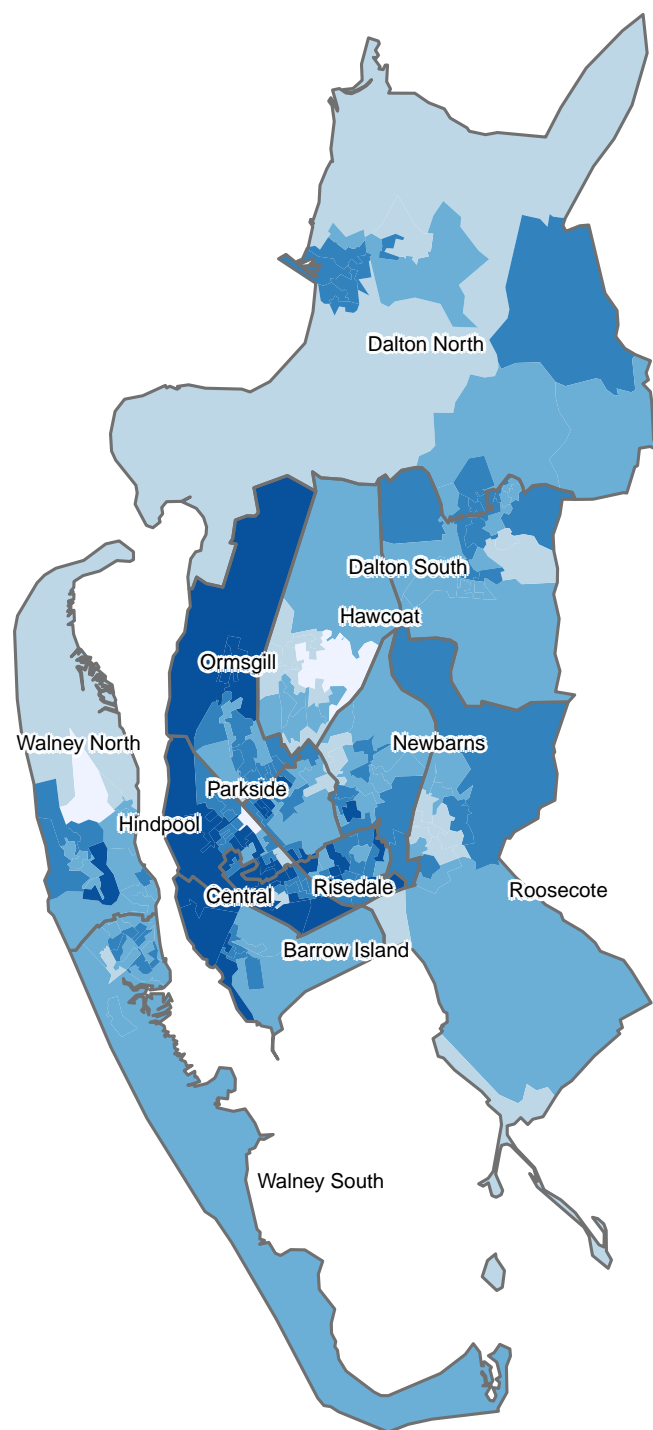 Dalton North
Dalton South
Hawcoat
Ormsgill
Walney North
Newbarns
Parkside
Hindpool
Risedale
Roosecote
Central
Barrow Island
Walney South